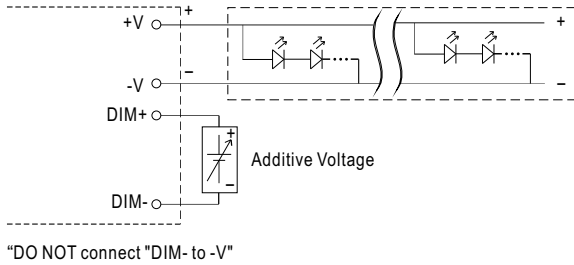 +V
+
+
-V
−
−
DIM+
+
Additive Voltage
−
DIM-
“DO NOT connect "DIM- to -V"